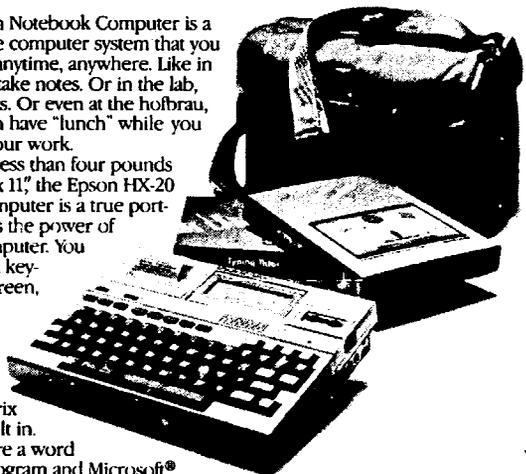 a Notebook Computer is a
e computer system that you
anytime, anywhere. Like in
take notes. Or in the lab,
s. Or even at the hofbrau,
n have "lunch" while you
our work.
ess than four pounds
x 11," the Epson HX-20
mputer is a true port-
s the power of
puter. You
key-
reen,
rix
lt in.
re a word
ogram and Microsoft®
Typing Tutor